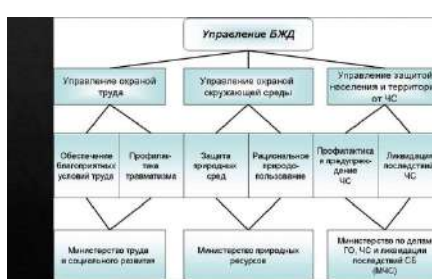 Управление БЖД
Управление охраной
труда
Управление охраной
окружающей среды
Управление защитой
населения и территори
от ЧС
Обеспечение
благоприятных
условий труда
Профилак-
тика
травматизма
Защита
природных
сред
Рациональное
природо-
пользование
Профилактика
и предупреж-
дение
ЧС
Ликвидаци
последствий
ЧС
Министерство труда
и социального развития
Министерство природных
ресурсов
Министерство по делам
ГО, ЧС и ликвидации
последствий СБ
(МЧС)